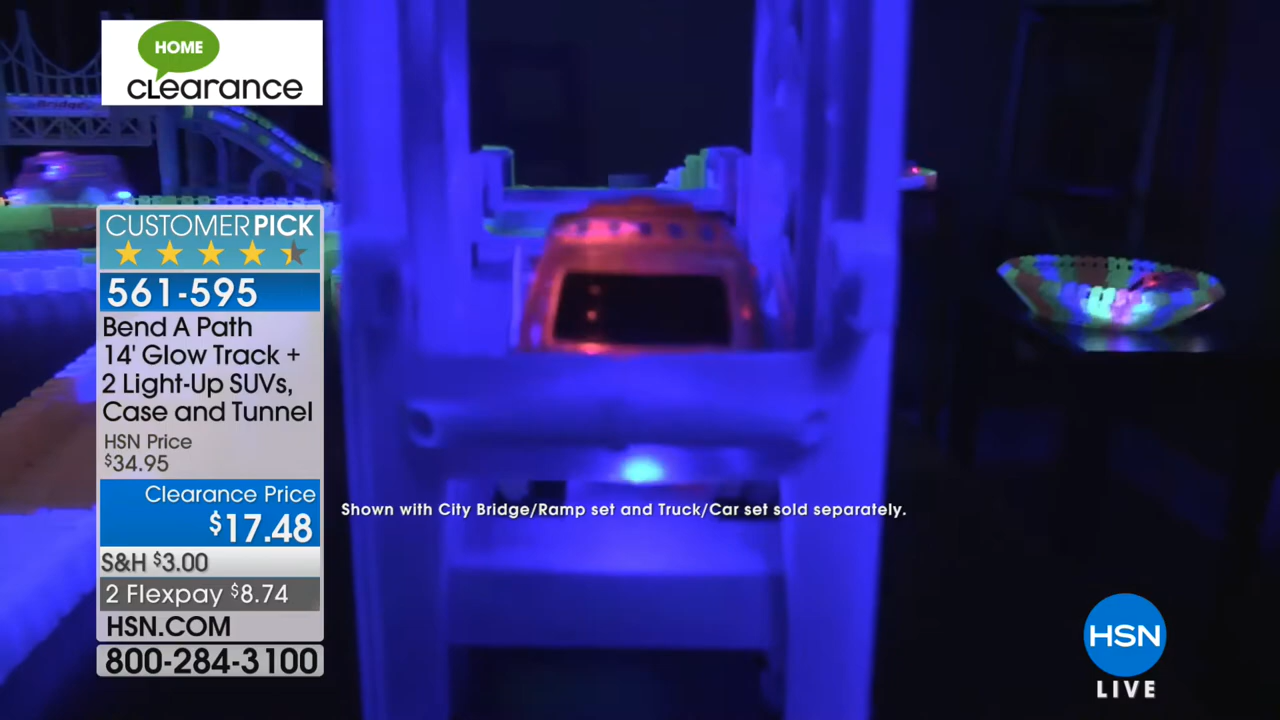 HOME
CLearance
CUSTOMER PICK
561-595
Bend A Path
14' Glow Track +
2 Light-Up SUVs,
Case and Tunnel
HSN Price
$34.95
Clearance Price
$17.48
S&H $3.00
2 Flexpay $8.74
HSN.COM
800-284-3100
Shown with City Bridge/Ramp set and Truck/Car set sold separately.
Bridge
HSN
LIVE